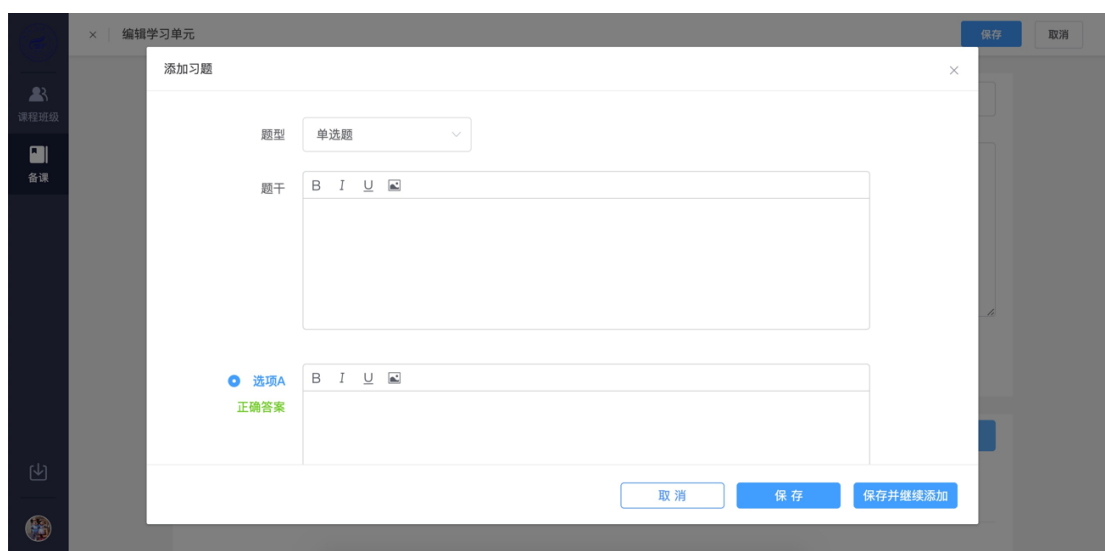 × 编辑学习单元 保存 取消
添加习题 ×
课程班级
备课
题型 单选题
题干 B I U
选项A B I U
正确答案
取消 保存 保存并继续添加